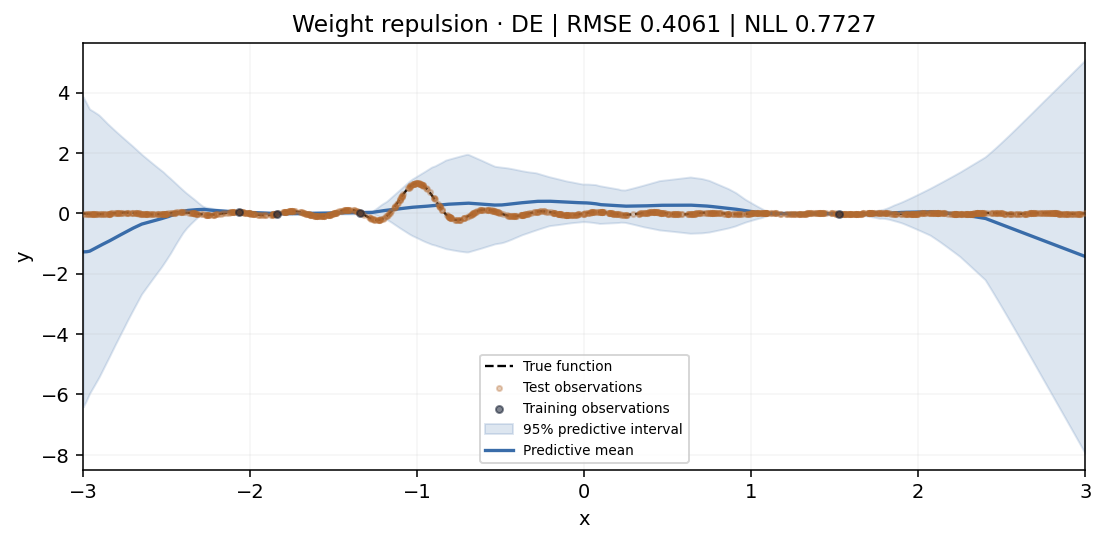 Weight repulsion · DE | RMSE 0.4061 | NLL 0.7727
y
4
2
0
−2
−4
−6
−8
True function
Test observations
Training observations
95% predictive interval
Predictive mean
−3 −2 −1 0 1 2 3
x